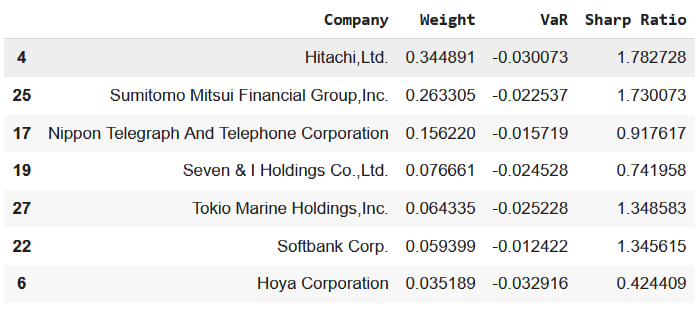 Company Weight VaR Sharp Ratio
4 Hitachi,Ltd. 0.344891 -0.030073 1.782728
25 Sumitomo Mitsui Financial Group,Inc. 0.263305 -0.022537 1.730073
17 Nippon Telegraph And Telephone Corporation 0.156220 -0.015719 0.917617
19 Seven & I Holdings Co.,Ltd. 0.076661 -0.024528 0.741958
27 Tokio Marine Holdings,Inc. 0.064335 -0.025228 1.348583
22 Softbank Corp. 0.059399 -0.012422 1.345615
6 Hoya Corporation 0.035189 -0.032916 0.424409